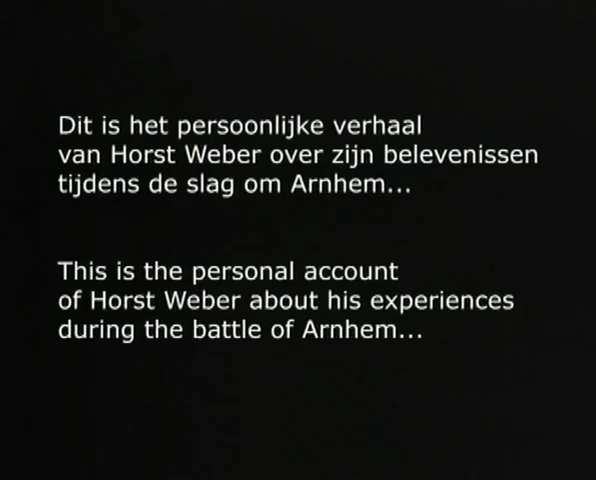 Dit is het persoonlijke verhaal
van Horst Weber over zijn belevenissen
tijdens de slag om Arnhem...
This is the personal account
of Horst Weber about his experiences
during the battle of Arnhem...